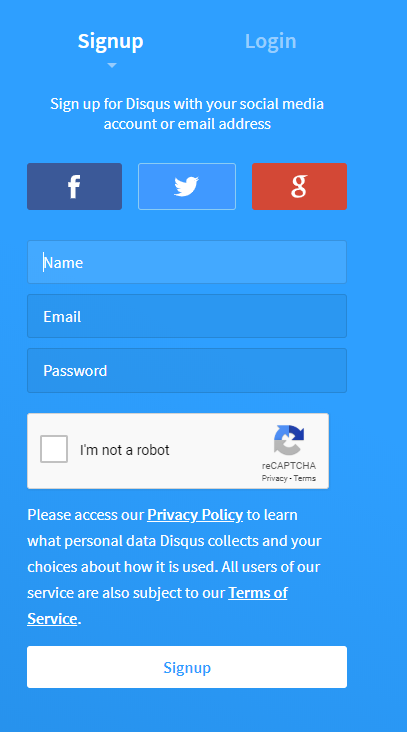 Signup
Login
Sign up for Disqus with your social media
account or email address
Name
Email
Password
I'm not a robot
reCAPTCHA
Privacy - Terms
Please access our Privacy Policy to learn
what personal data Disqus collects and your
choices about how it is used. All users of our
service are also subject to our Terms of
Service.
Signup